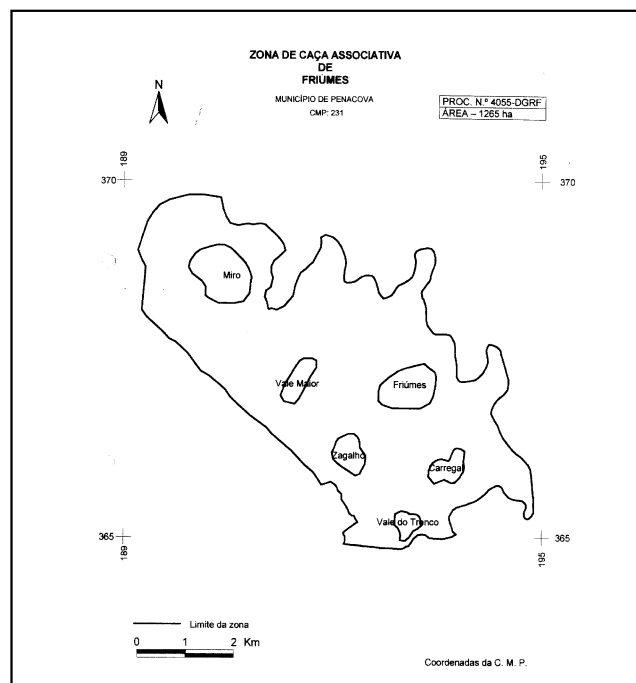 ZONA DE CAÇA ASSOCIATIVA
DE
FRIÚMES
MUNICÍPIO DE PENACOVA
CMP: 231
N
PROC. N.º 4055-DGRF
ÁREA – 1265 ha
189
195
370
370
Miro
Vale Maior
Friúmes
Zagalho
Carregal
Vale do Tronco
365
365
189
195
Limite da zona
0 1 2 Km
Coordenadas da C. M. P.